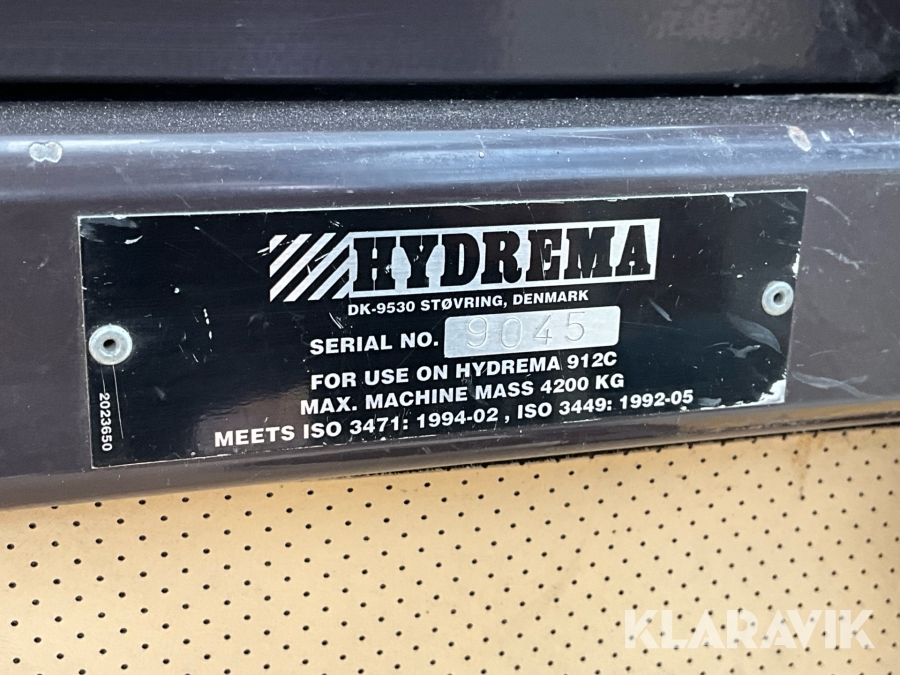 HYDREMA
DK-9530 STØVRING, DENMARK
SERIAL NO. 9045
FOR USE ON HYDREMA 912C
MAX. MACHINE MASS 4200 KG
MEETS ISO 3471: 1994-02, ISO 3449: 1992-05
2023650
KLARAVIK